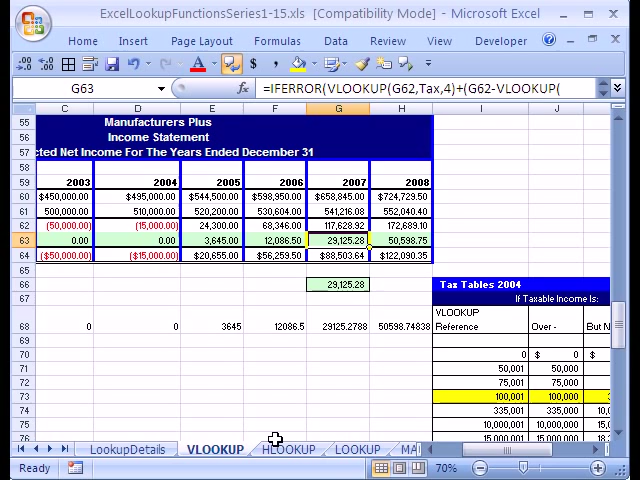 ExcelLookupFunctionsSeries1-15.xls [Compatibility Mode] - Microsoft Excel
Home Insert Page Layout Formulas Data Review View Developer
G63 fx =IFERROR(VLOOKUP(G62,Tax,4)+(G62-VLOOKUP(
C D E F G H I J
55 Manufacturers Plus
56 Income Statement
57 cted Net Income For The Years Ended December 31
58
59 2003 2004 2005 2006 2007 2008
60 $450,000.00 $495,000.00 $544,500.00 $598,950.00 $658,845.00 $724,729.50
61 500,000.00 510,000.00 520,200.00 530,604.00 541,216.08 552,040.40
62 (50,000.00) (15,000.00) 24,300.00 68,346.00 117,628.92 172,689.10
63 0.00 0.00 3,645.00 12,086.50 29,125.28 50,598.75
64 ($50,000.00) ($15,000.00) $20,655.00 $56,259.50 $88,503.64 $122,090.35
65
66 29,125.28 Tax Tables 2004
67 If Taxable Income Is:
VLOOKUP
68 0 0 3645 12086.5 29125.2788 50598.74838 Reference Over - But N
69
70 0 $ 0 $
71 50,001 50,000
72 75,001 75,000
73 100,001 100,000
74 335,001 335,000
75 10,000,001 10,000,000
76 15,000,001 15,000,000
LookupDetails VLOOKUP HLOOKUP LOOKUP MA
Ready 70%